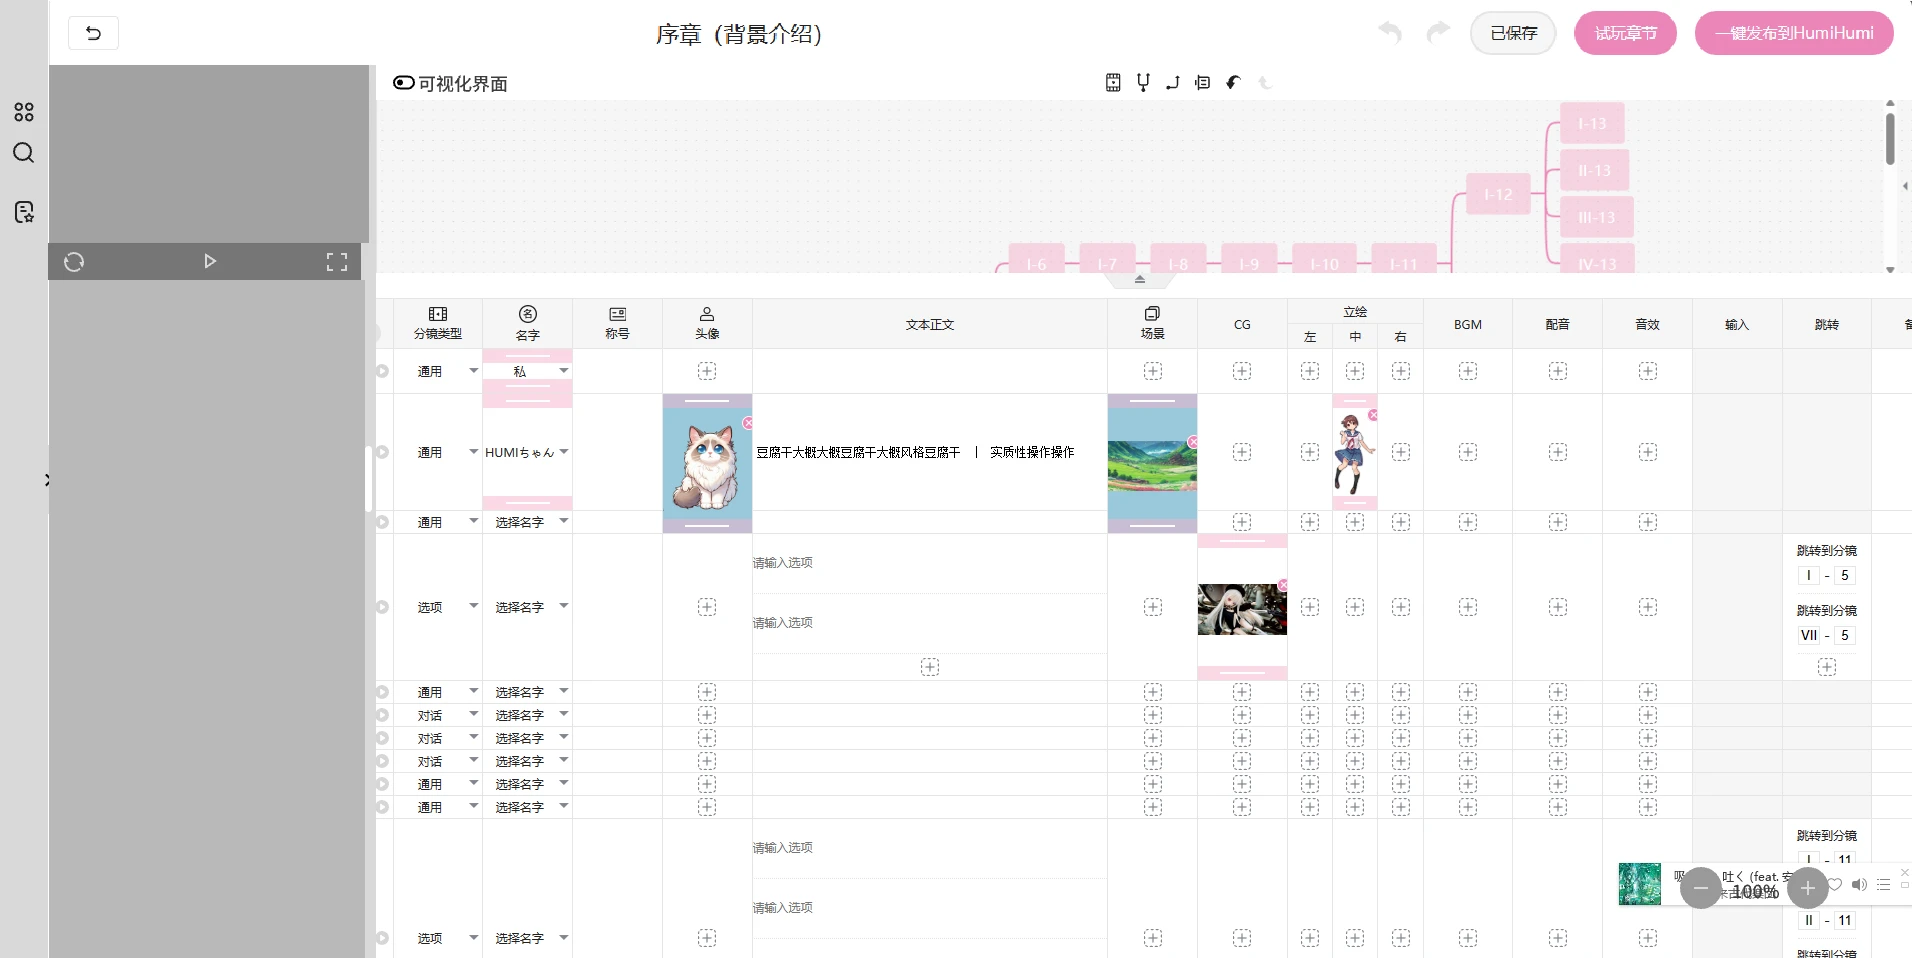 序章（背景介绍）
已保存
试玩章节
一键发布到HumiHumi
可视化界面
I-13
II-13
I-12
III-13
IV-13
I-6
I-7
I-8
I-9
I-10
I-11
分镜类型
名
名字
称号
头像
文本正文
场景
CG
立绘
左
中
右
BGM
配音
音效
输入
跳转
通用
私
通用
HUMIちゃん
豆腐干大概大概豆腐干大概风格豆腐干 | 实质性操作操作
通用
选择名字
选项
选择名字
请输入选项
请输入选项
跳转到分镜
I - 5
跳转到分镜
VII - 5
通用
选择名字
对话
选择名字
对话
选择名字
对话
选择名字
通用
选择名字
通用
选择名字
请输入选项
请输入选项
选项
选择名字
跳转到分镜
I - 11
吐く (feat. 安
100%
II - 11
跳转到分镜